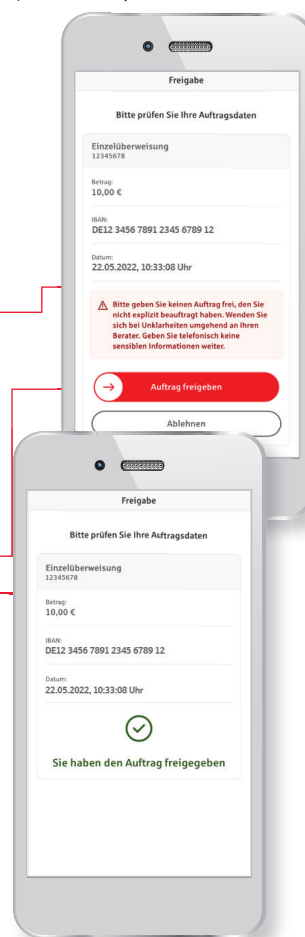 Freigabe
Bitte prüfen Sie Ihre Auftragsdaten
Einzelüberweisung
12345678
Betrag:
10,00 €
IBAN:
DE12 3456 7891 2345 6789 12
Datum:
22.05.2022, 10:33:08 Uhr
Bitte geben Sie keinen Auftrag frei, den Sie
nicht explizit beauftragt haben. Wenden Sie
sich bei Unklarheiten umgehend an Ihren
Berater. Geben Sie telefonisch keine
sensiblen Informationen weiter.
Auftrag freigeben
Ablehnen
Freigabe
Bitte prüfen Sie Ihre Auftragsdaten
Einzelüberweisung
12345678
Betrag:
10,00 €
IBAN:
DE12 3456 7891 2345 6789 12
Datum:
22.05.2022, 10:33:08 Uhr
Sie haben den Auftrag freigegeben